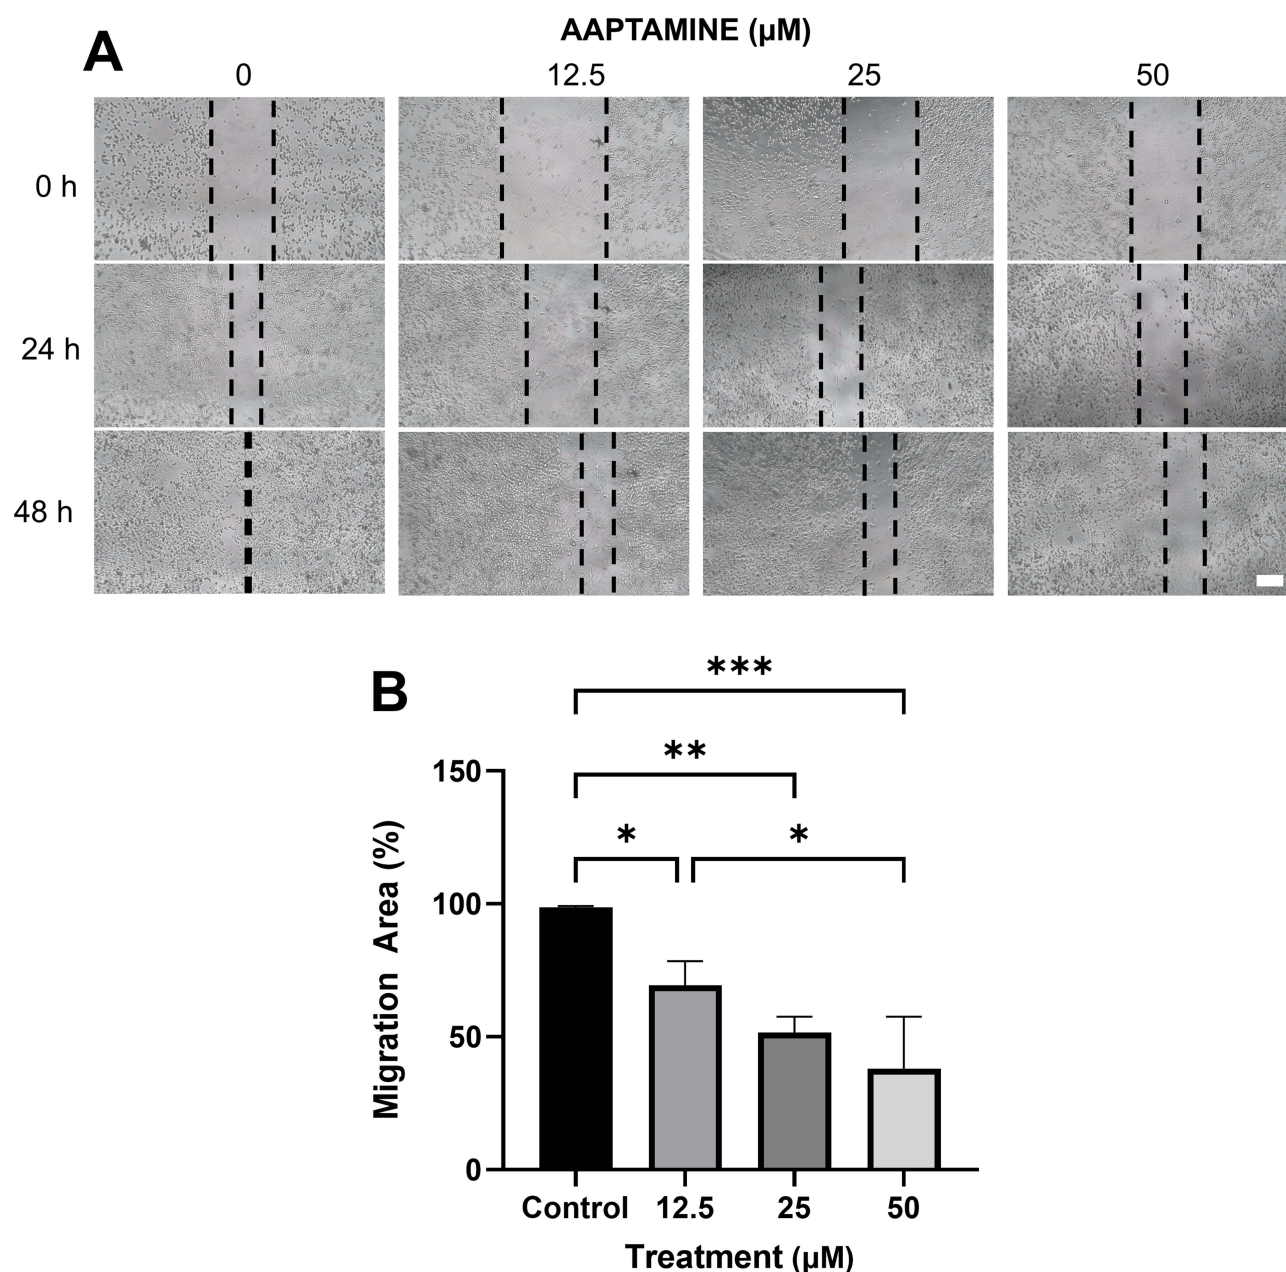 A
AAPTAMINE (µM)
0 12.5 25 50
0 h
24 h
48 h
B
***
**
* *
150
100
50
0
Migration Area (%)
Control 12.5 25 50
Treatment (µM)